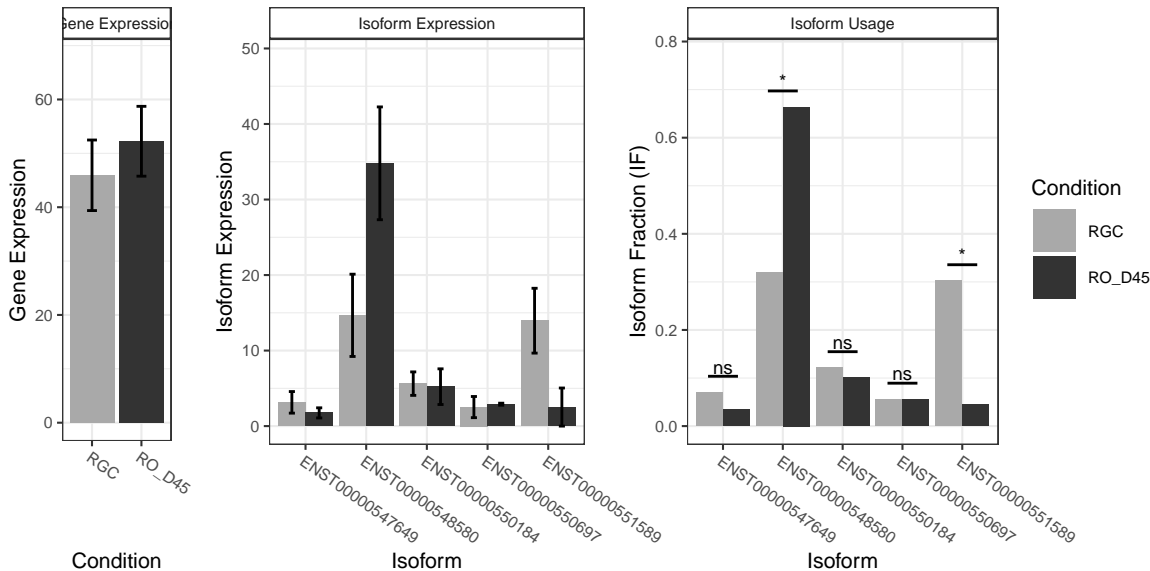 Gene Expression
Gene Expression
60
40
20
0
RGC
RO_D45
Condition
Isoform Expression
Isoform Expression
50
40
30
20
10
0
ENST00000547649
ENST00000548580
ENST00000550184
ENST00000550697
ENST00000551589
Isoform
Isoform Usage
Isoform Fraction (IF)
0.8
0.6
0.4
0.2
0.0
ns
*
ns
ns
*
ENST00000547649
ENST00000548580
ENST00000550184
ENST00000550697
ENST00000551589
Isoform
Condition
RGC
RO_D45